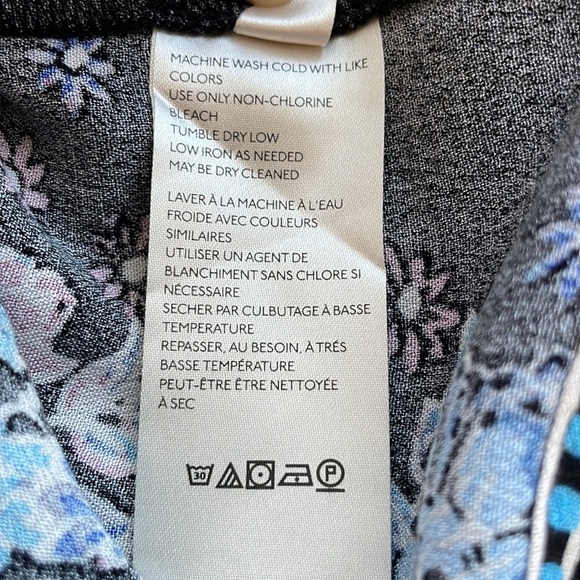 MACHINE WASH COLD WITH LIKE
COLORS
USE ONLY NON-CHLORINE
BLEACH
TUMBLE DRY LOW
LOW IRON AS NEEDED
MAY BE DRY CLEANED
LAVER À LA MACHINE À L'EAU
FROIDE AVEC COULEURS
SIMILAIRES
UTILISER UN AGENT DE
BLANCHIMENT SANS CHLORE SI
NÉCESSAIRE
SECHER PAR CULBUTAGE À BASSE
TEMPERATURE
REPASSER, AU BESOIN, À TRÉS
BASSE TEMPÉRATURE
PEUT-ÊTRE ÊTRE NETTOYÉE
À SEC
30 P